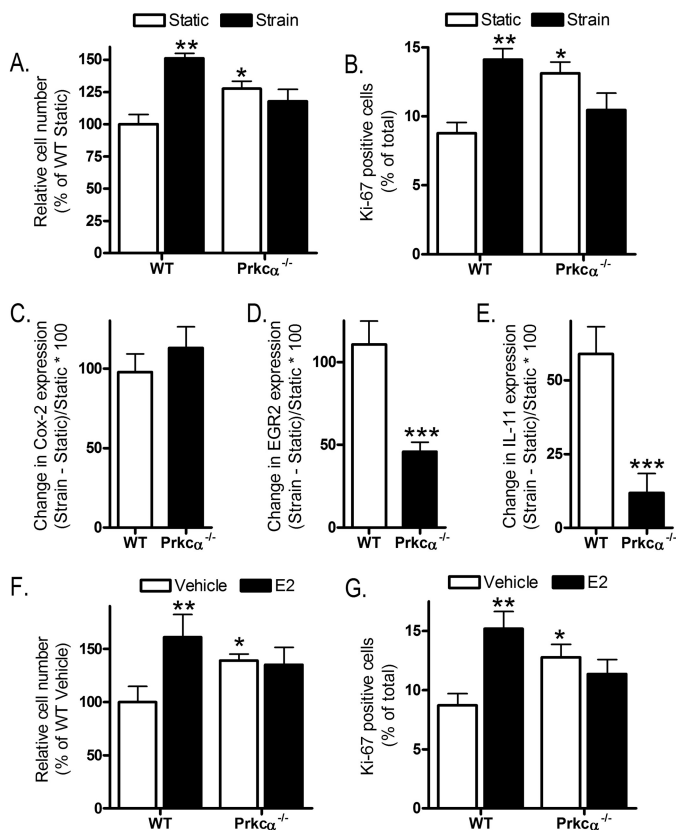 Static Strain
A.
Relative cell number
(% of WT Static)
150
125
100
75
50
25
0
**
*
WT Prkcα -/-
Static Strain
B.
Ki-67 positive cells
(% of total)
15
10
5
0
**
*
WT Prkcα -/-
C.
Change in Cox-2 expression
(Strain - Static)/Static * 100
100
50
0
WT Prkcα -/-
D.
Change in EGR2 expression
(Strain - Static)/Static * 100
100
50
0
***
WT Prkcα -/-
E.
Change in IL-11 expression
(Strain - Static)/Static * 100
50
25
0
***
WT Prkcα -/-
Vehicle E2
F.
Relative cell number
(% of WT Vehicle)
150
100
50
0
**
*
WT Prkcα -/-
Vehicle E2
G.
Ki-67 positive cells
(% of total)
15
10
5
0
**
*
WT Prkcα -/-